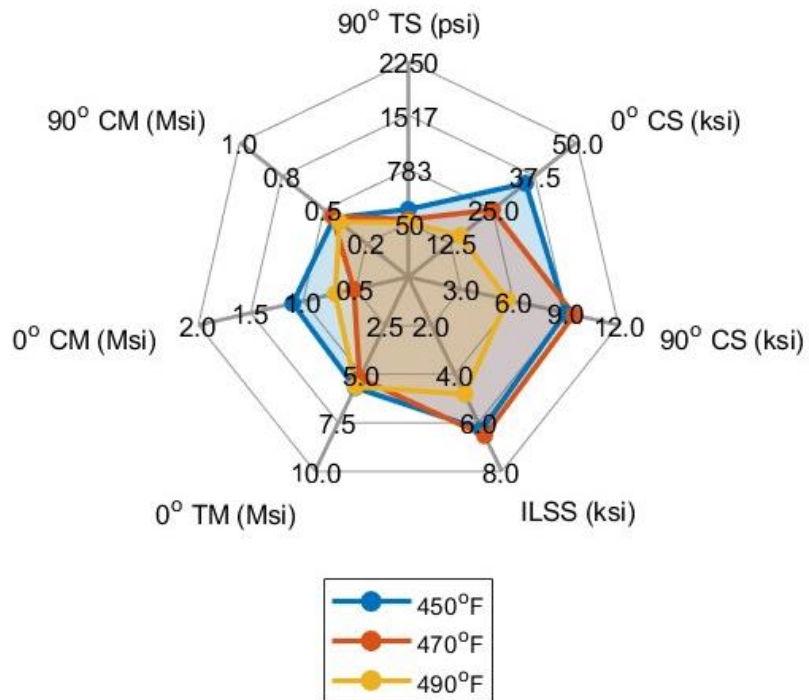 90° TS (psi)
2250
1517
783
50
0° CS (ksi)
50.0
37.5
25.0
12.5
90° CM (Msi)
1.0
0.8
0.5
0.2
0° CM (Msi)
2.0
1.5
1.0
0.5
3.0
6.0
9.0
12.0
90° CS (ksi)
2.5
5.0
7.5
10.0
0° TM (Msi)
2.0
4.0
6.0
8.0
ILSS (ksi)
450°F
470°F
490°F